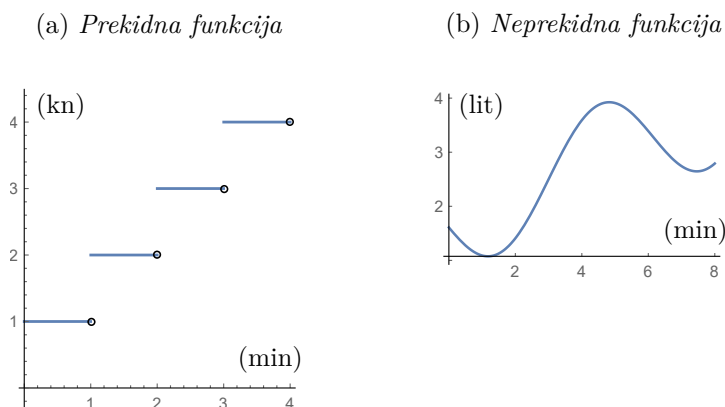 (a) Prekidna funkcija
(kn)
4
3
2
1
(min)
1 2 3 4
(b) Neprekidna funkcija
4
(lit)
3
2
(min)
2 4 6 8